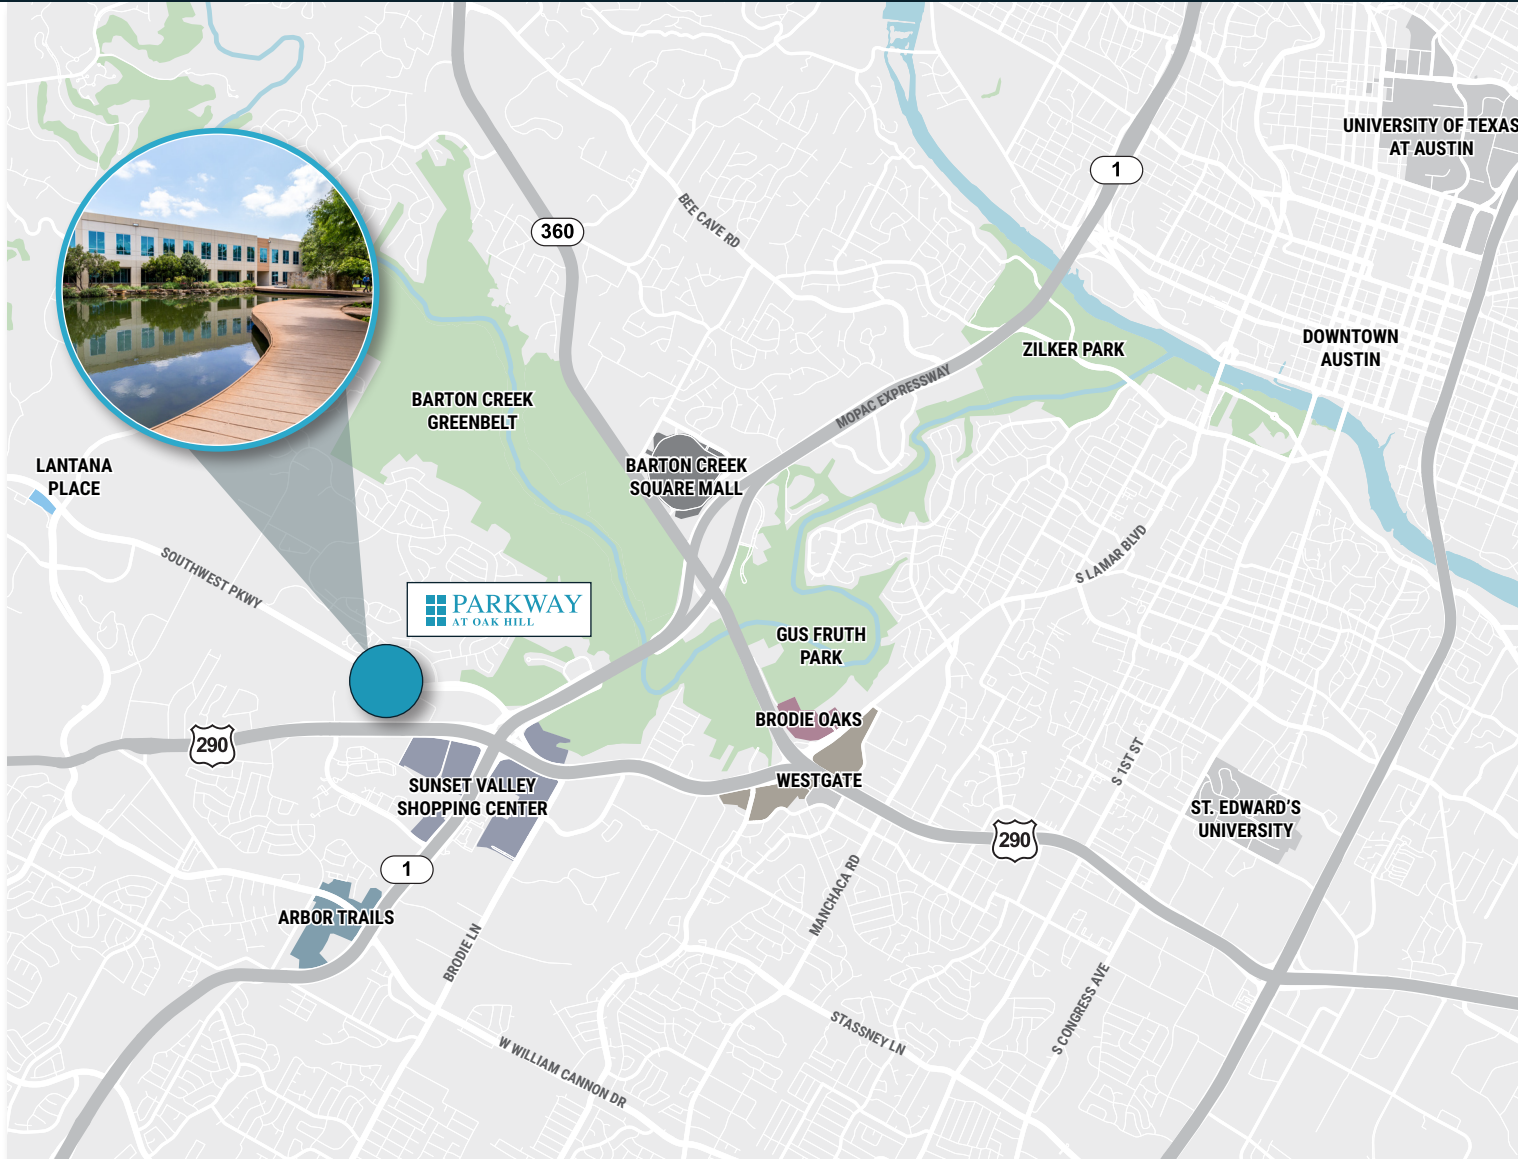 UNIVERSITY OF TEXAS
AT AUSTIN
1
BEE CAVE RD
360
DOWNTOWN
AUSTIN
ZILKER PARK
MOPAC EXPRESSWAY
BARTON CREEK
GREENBELT
LANTANA
PLACE
BARTON CREEK
SQUARE MALL
SOUTHWEST PKWY
S LAMAR BLVD
PARKWAY
AT OAK HILL
GUS FRUTH
PARK
BRODIE OAKS
290
WESTGATE
S 1ST ST
SUNSET VALLEY
SHOPPING CENTER
ST. EDWARD'S
UNIVERSITY
290
1
MANCHACA RD
ARBOR TRAILS
BRODIE LN
S CONGRESS AVE
STASSNEY LN
W WILLIAM CANNON DR